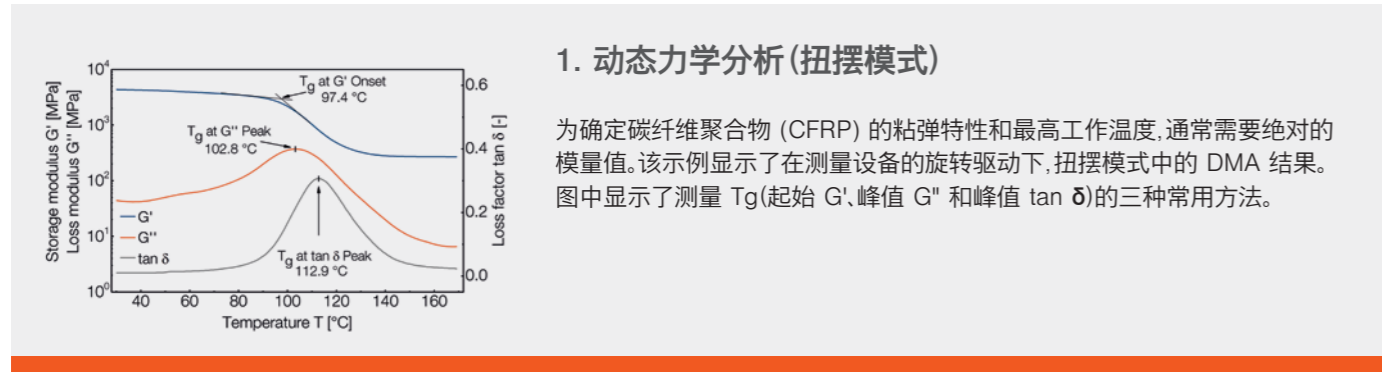 1. 动态力学分析(扭摆模式)
为确定碳纤维聚合物 (CFRP) 的粘弹特性和最高工作温度,通常需要绝对的
模量值。该示例显示了在测量设备的旋转驱动下,扭摆模式中的 DMA 结果。
图中显示了测量 Tg(起始 G'、峰值 G" 和峰值 tan δ)的三种常用方法。
Storage modulus G' [MPa]
Loss modulus G'' [MPa]
10⁴
10³
10²
10¹
10⁰
Tg at G' Onset
97.4 °C
Tg at G'' Peak
102.8 °C
G'
G''
tan δ
Tg at tan δ Peak
112.9 °C
0.6
0.4
0.2
0.0
Loss factor tan δ [-]
40 60 80 100 120 140 160
Temperature T [°C]